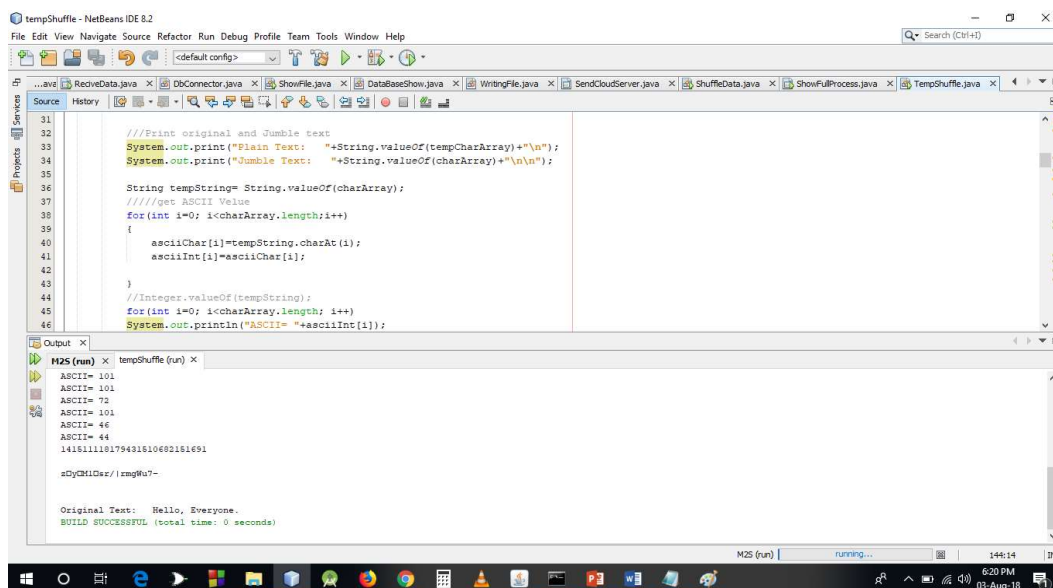 tempShuffle - NetBeans IDE 8.2
File Edit View Navigate Source Refactor Run Debug Profile Team Tools Window Help
Search (Ctrl+I)
<default config>
...ava ReciveData.java DbConnector.java ShowFile.java DataBaseShow.java WritingFile.java SendCloudServer.java ShuffleData.java ShowFullProcess.java TempShuffle.java
Source History
Services
Projects
31
32 ///Print original and Jumble text
33 System.out.print("Plain Text:   "+String.valueOf(tempCharArray)+"\n");
34 System.out.print("Jumble Text:   "+String.valueOf(charArray)+"\n\n");
35
36 String tempString= String.valueOf(charArray);
37 /////get ASCII Velue
38 for(int i=0; i<charArray.length;i++)
39 {
40 asciiChar[i]=tempString.charAt(i);
41 asciiInt[i]=asciiChar[i];
42
43 }
44 //Integer.valueOf(tempString);
45 for(int i=0; i<charArray.length; i++)
46 System.out.println("ASCII= "+asciiInt[i]);
Output
M2S (run) tempShuffle (run)
ASCII= 101
ASCII= 101
ASCII= 72
ASCII= 101
ASCII= 46
ASCII= 44
Original Text:   Hello, Everyone.
BUILD SUCCESSFUL (total time: 0 seconds)
M2S (run) running... 144:14
6:20 PM
03-Aug-18